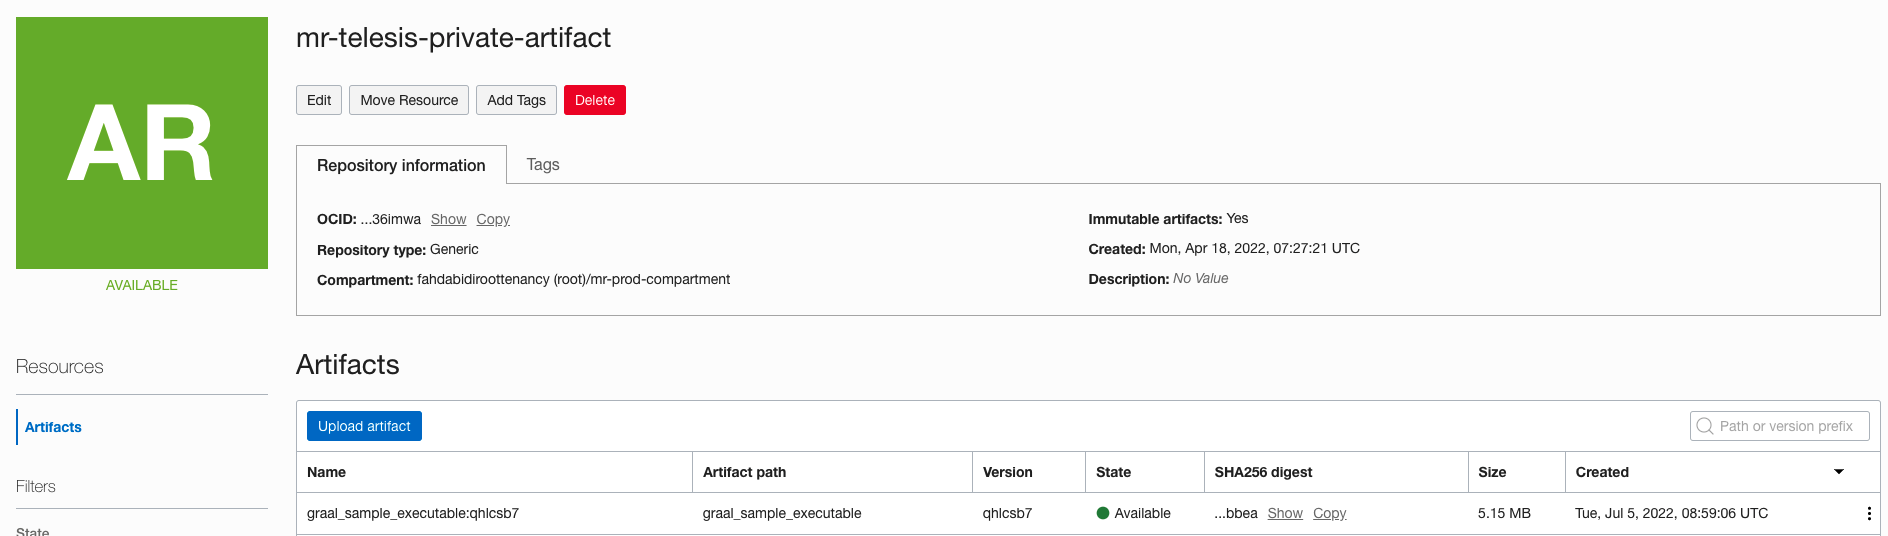 AR
AVAILABLE
mr-telesis-private-artifact
Edit Move Resource Add Tags Delete
Repository information Tags
OCID: ...36imwa Show Copy
Repository type: Generic
Compartment: fahdabidiroottenancy (root)/mr-prod-compartment
Immutable artifacts: Yes
Created: Mon, Apr 18, 2022, 07:27:21 UTC
Description: No Value
Resources
Artifacts
Filters
State
Artifacts
Upload artifact Path or version prefix
Name Artifact path Version State SHA256 digest Size Created
graal_sample_executable:qhlcsb7 graal_sample_executable qhlcsb7 Available ...bbea Show Copy 5.15 MB Tue, Jul 5, 2022, 08:59:06 UTC